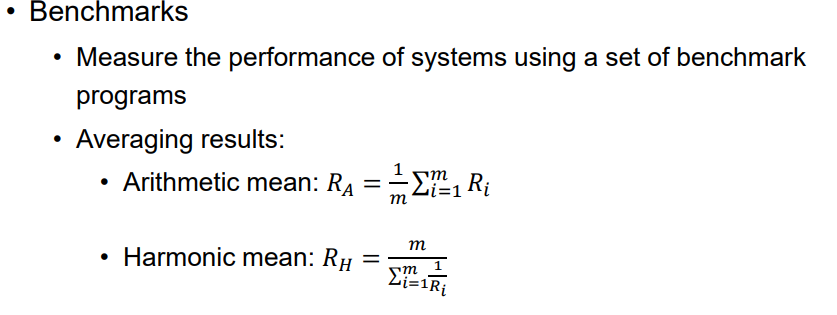 • Benchmarks
• Measure the performance of systems using a set of benchmark
programs
• Averaging results:
• Arithmetic mean: $R_A = \frac{1}{m}\sum_{i=1}^{m} R_i$
• Harmonic mean: $R_H = \frac{m}{\sum_{i=1}^{m}\frac{1}{R_i}}$